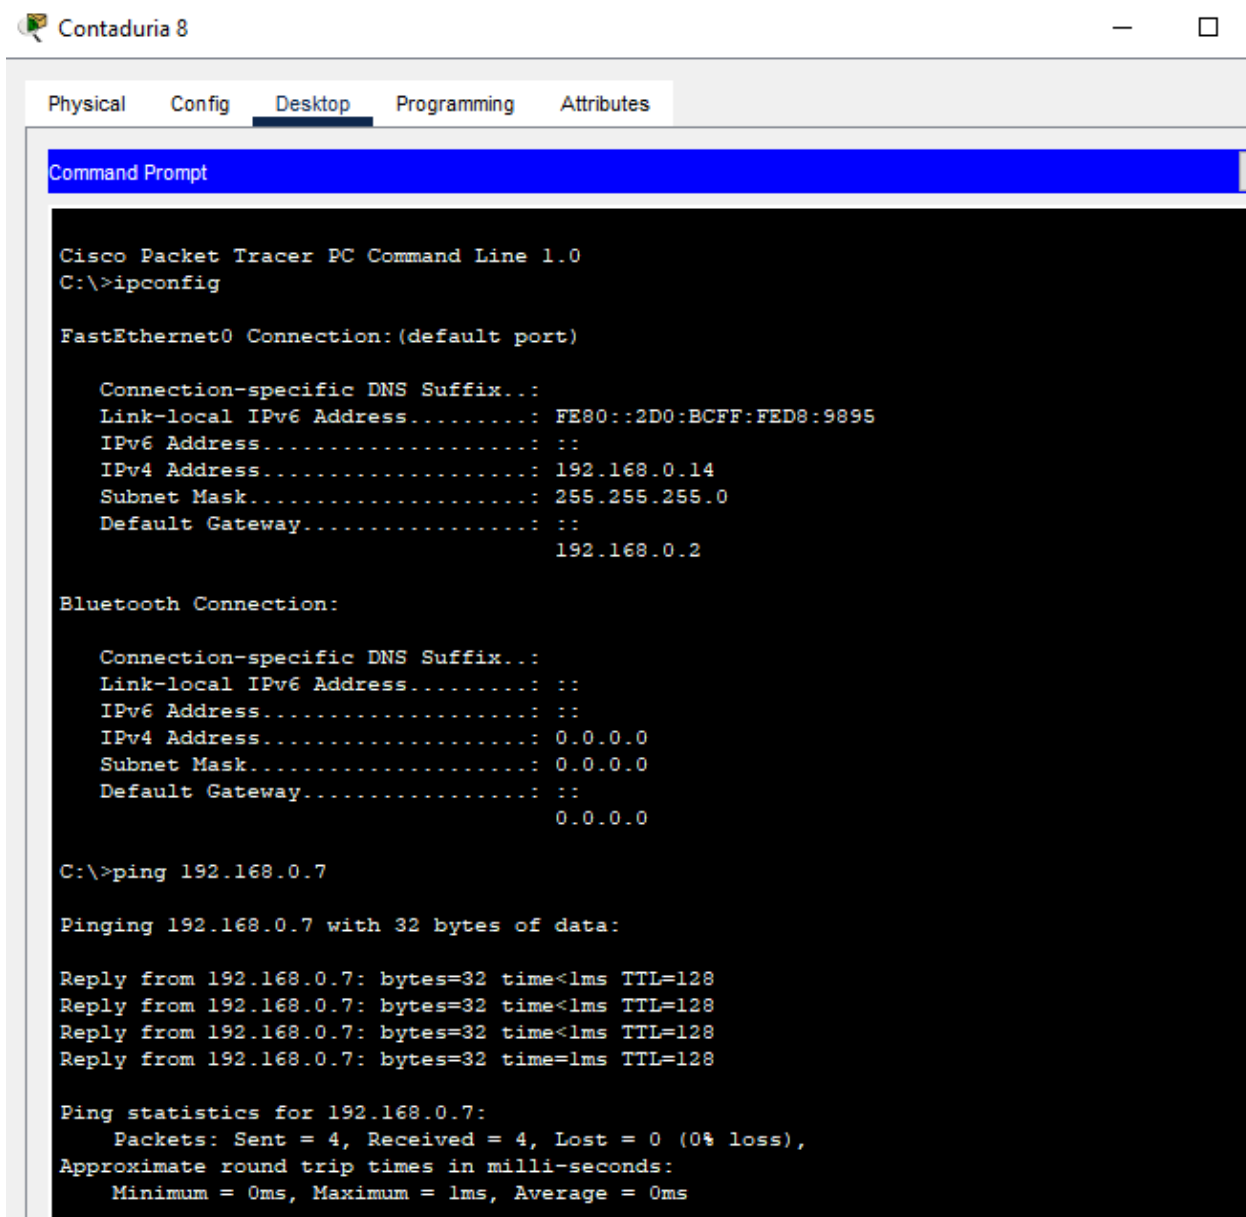 Contaduria 8
Physical Config Desktop Programming Attributes
Command Prompt
Cisco Packet Tracer PC Command Line 1.0
C:\>ipconfig
FastEthernet0 Connection:(default port)
Connection-specific DNS Suffix..:
Link-local IPv6 Address.........: FE80::2D0:BCFF:FED8:9895
IPv6 Address....................: ::
IPv4 Address....................: 192.168.0.14
Subnet Mask.....................: 255.255.255.0
Default Gateway.................: ::
192.168.0.2
Bluetooth Connection:
Connection-specific DNS Suffix..:
Link-local IPv6 Address.........: ::
IPv6 Address....................: ::
IPv4 Address....................: 0.0.0.0
Subnet Mask.....................: 0.0.0.0
Default Gateway.................: ::
0.0.0.0
C:\>ping 192.168.0.7
Pinging 192.168.0.7 with 32 bytes of data:
Reply from 192.168.0.7: bytes=32 time<1ms TTL=128
Reply from 192.168.0.7: bytes=32 time<1ms TTL=128
Reply from 192.168.0.7: bytes=32 time<1ms TTL=128
Reply from 192.168.0.7: bytes=32 time=1ms TTL=128
Ping statistics for 192.168.0.7:
Packets: Sent = 4, Received = 4, Lost = 0 (0% loss),
Approximate round trip times in milli-seconds:
Minimum = 0ms, Maximum = 1ms, Average = 0ms